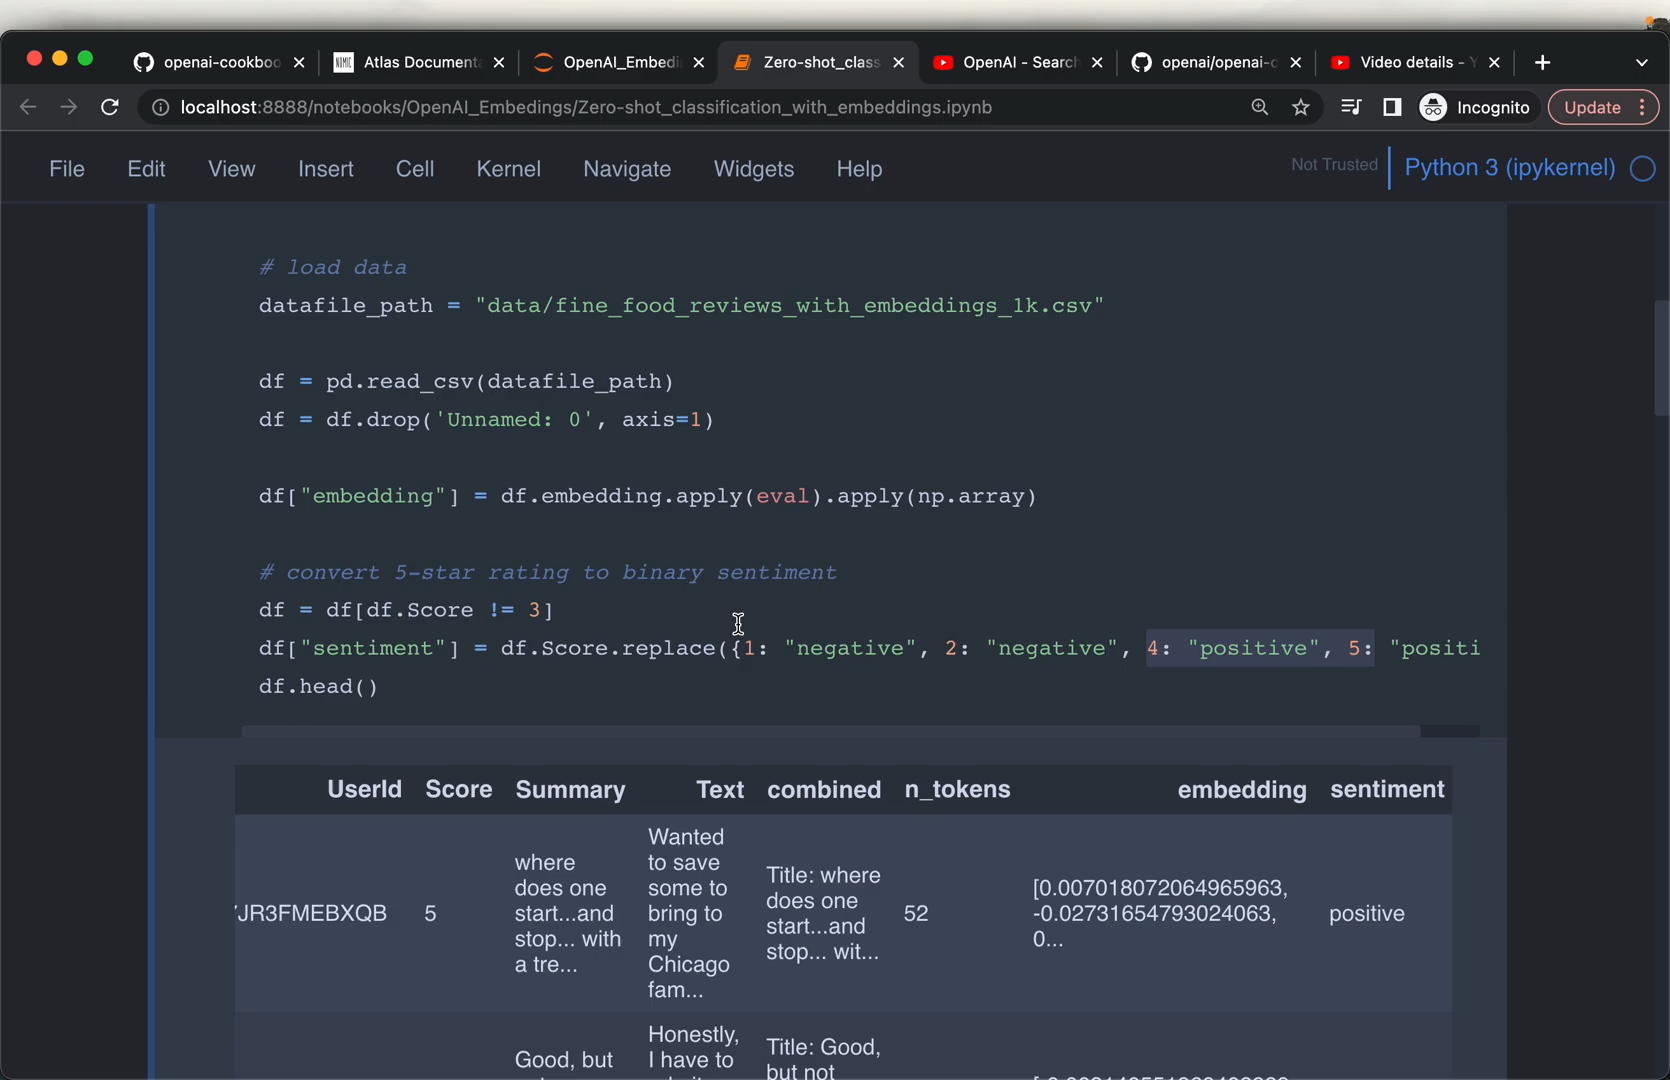 openai-cookbo
Atlas Document
OpenAI_Embedi
Zero-shot_class
OpenAI - Search
openai/openai-c
Video details - Y
localhost:8888/notebooks/OpenAI_Embedings/Zero-shot_classification_with_embeddings.ipynb
Incognito
Update
File Edit View Insert Cell Kernel Navigate Widgets Help
Not Trusted
Python 3 (ipykernel)
# load data
datafile_path = "data/fine_food_reviews_with_embeddings_1k.csv"
df = pd.read_csv(datafile_path)
df = df.drop('Unnamed: 0', axis=1)
df["embedding"] = df.embedding.apply(eval).apply(np.array)
# convert 5-star rating to binary sentiment
df = df[df.Score != 3]
df["sentiment"] = df.Score.replace({1: "negative", 2: "negative", 4: "positive", 5: "positi
df.head()
UserId Score Summary Text combined n_tokens embedding sentiment
JR3FMEBXQB
5
where
does one
start...and
stop... with
a tre...
Wanted
to save
some to
bring to
my
Chicago
fam...
Title: where
does one
start...and
stop... wit...
52
[0.007018072064965963,
-0.02731654793024063,
0...
positive
Good, but
Honestly,
I have to
Title: Good,
but not